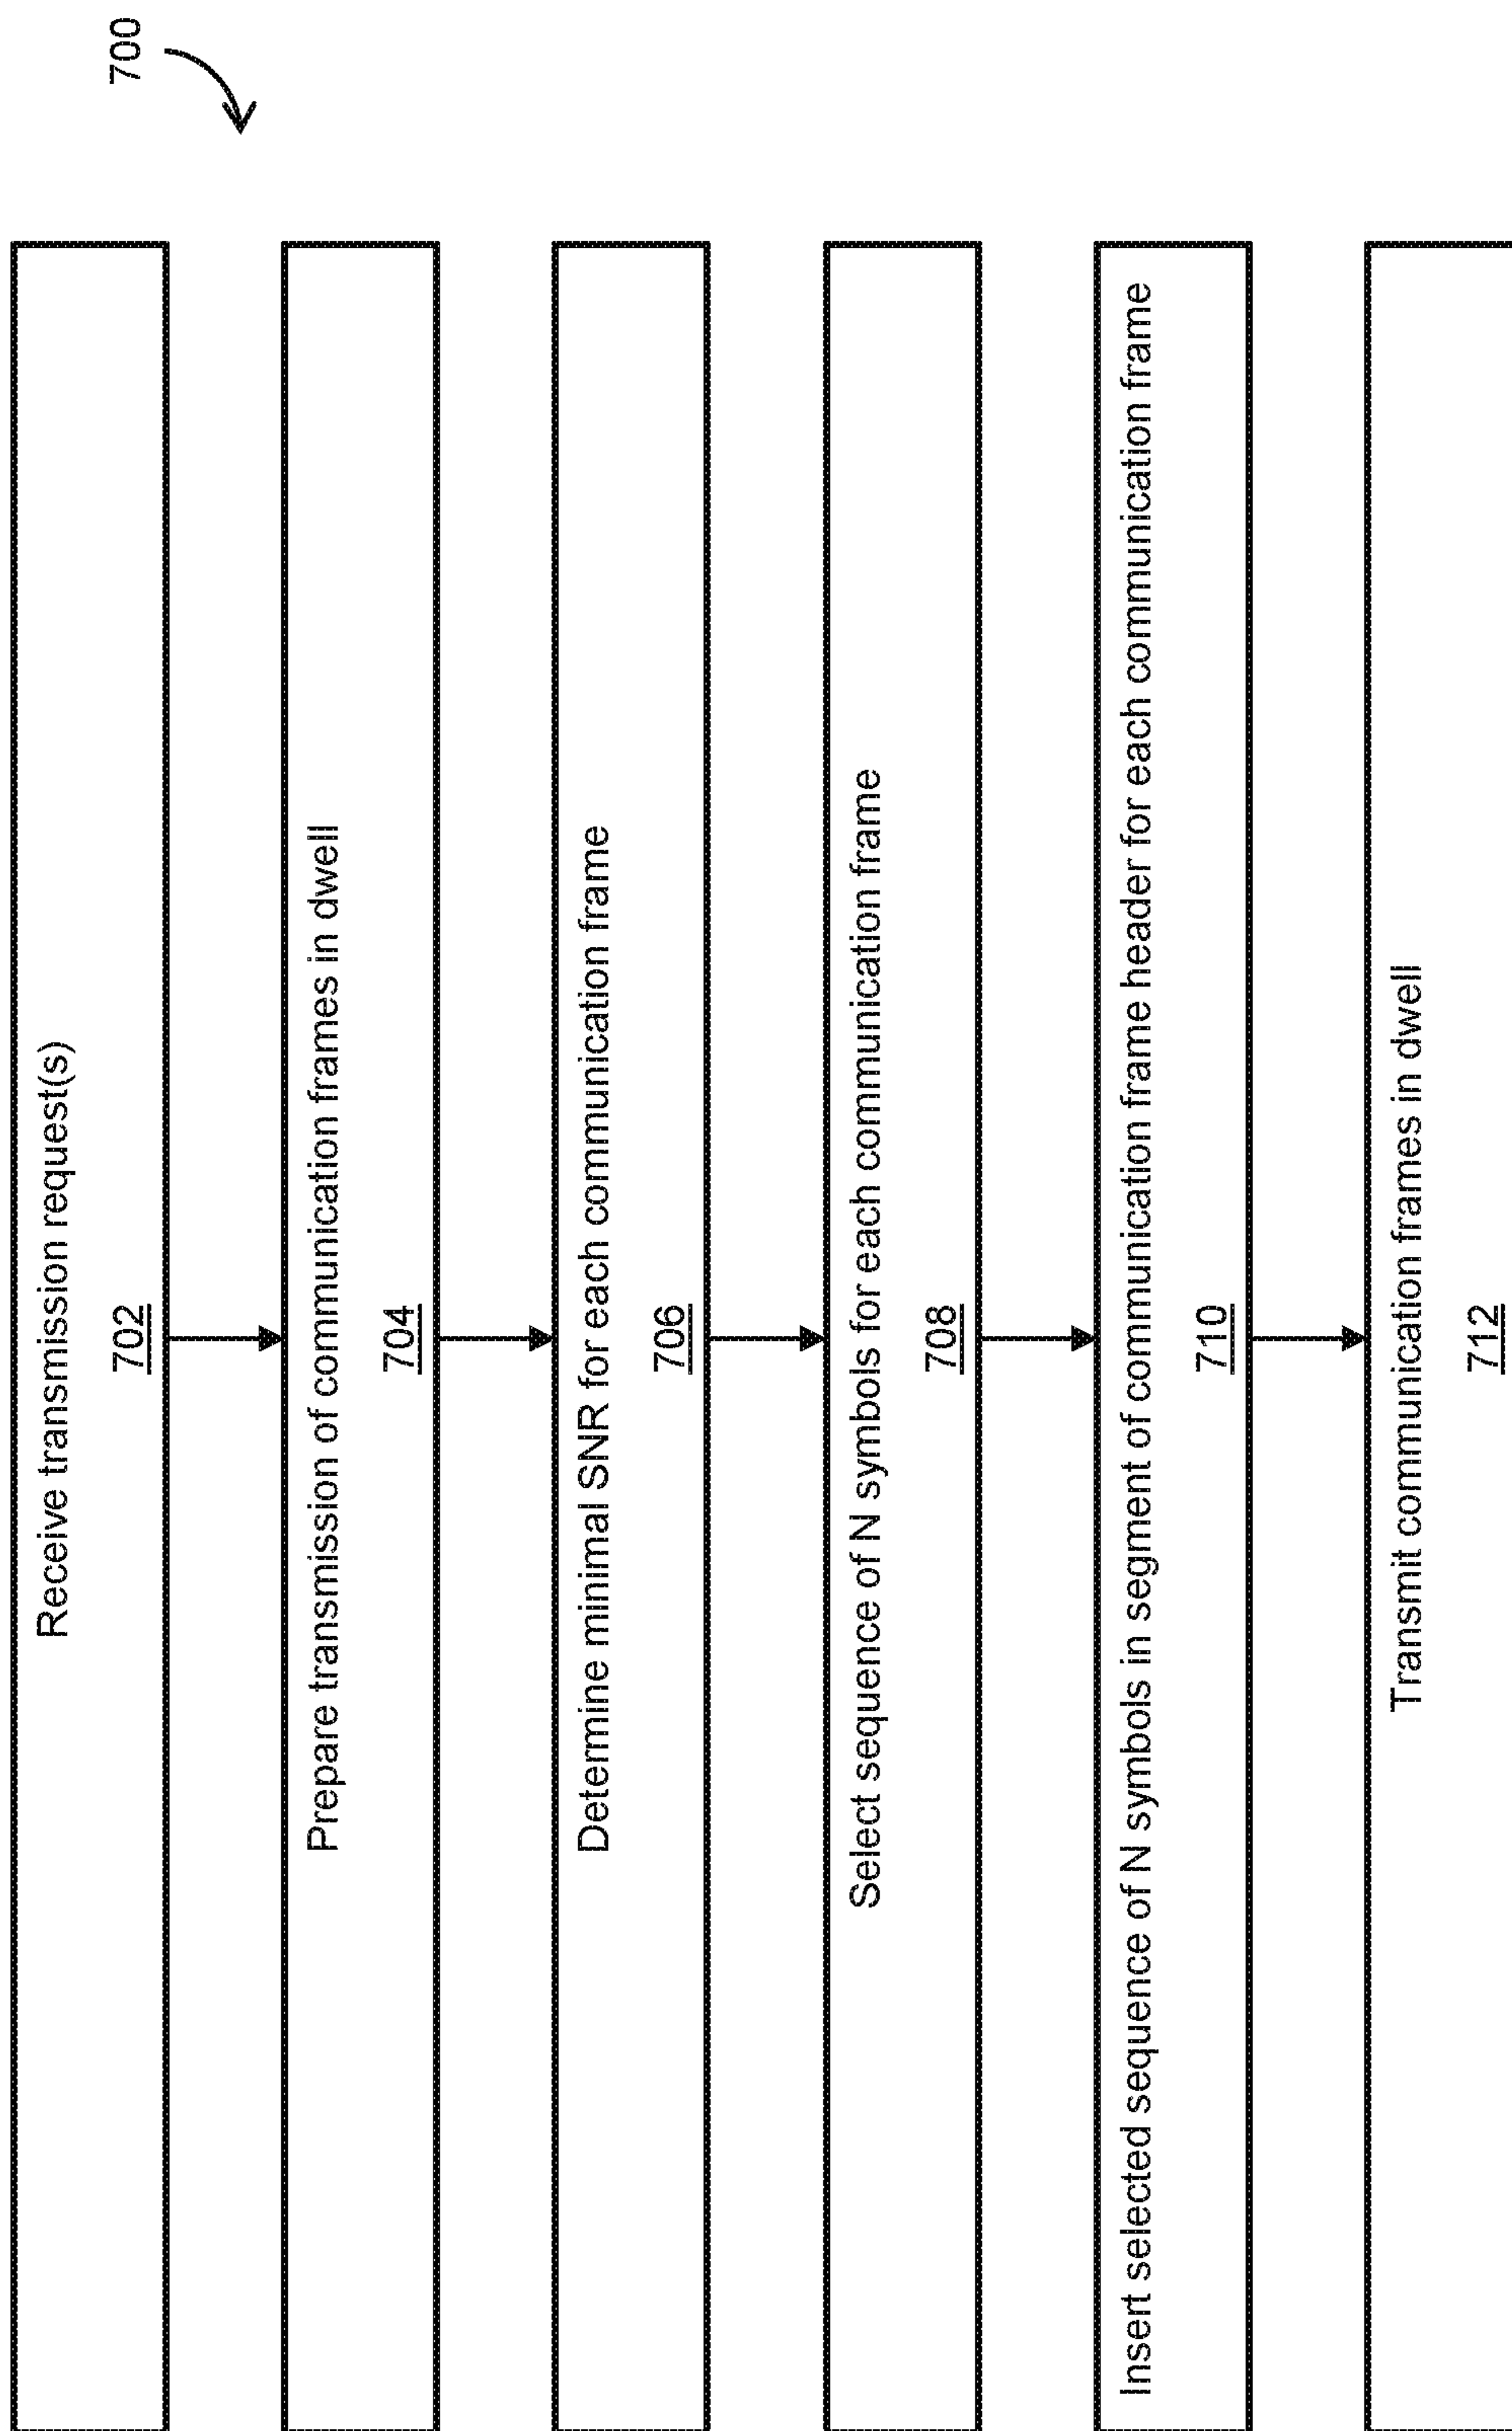 700
Receive transmission request(s)
702
Prepare transmission of communication frames in dwell
704
Determine minimal SNR for each communication frame
706
Select sequence of N symbols for each communication frame
708
Insert selected sequence of N symbols in segment of communication frame header for each communication frame
710
Transmit communication frames in dwell
712